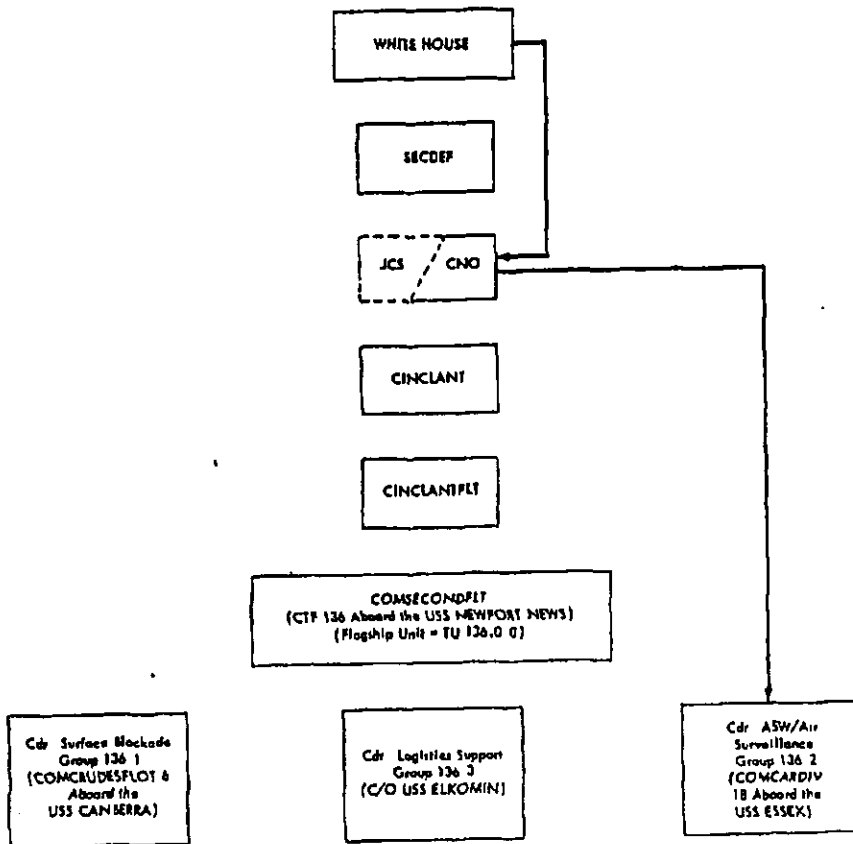 WHITE HOUSE
SECDEF
JCS / CNO
CINCLANT
CINCLANTFLT
COMSECONDFLT
(CTF 136 Aboard the USS NEWPORT NEWS)
(Flagship Unit = TU 136.0 0)
Cdr Surface Blockade
Group 136 1
(COMCRUDESFLOT 6
Aboard the
USS CANBERRA)
Cdr Logistics Support
Group 136 3
(C/O USS ELKOMIN)
Cdr ASW/Air
Surveillance
Group 136 2
(COMCARDIV
18 Aboard the
USS ESSEX)